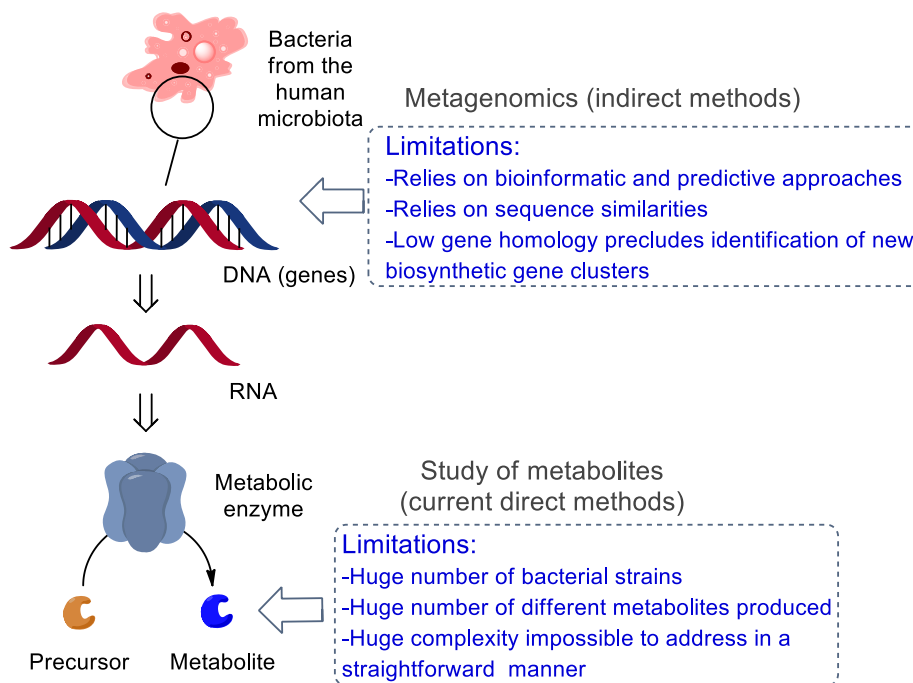 Bacteria
from the
human
microbiota
Metagenomics (indirect methods)
Limitations:
-Relies on bioinformatic and predictive approaches
-Relies on sequence similarities
-Low gene homology precludes identification of new
biosynthetic gene clusters
DNA (genes)
RNA
Metabolic
enzyme
Study of metabolites
(current direct methods)
Limitations:
-Huge number of bacterial strains
-Huge number of different metabolites produced
-Huge complexity impossible to address in a
straightforward manner
Precursor
Metabolite